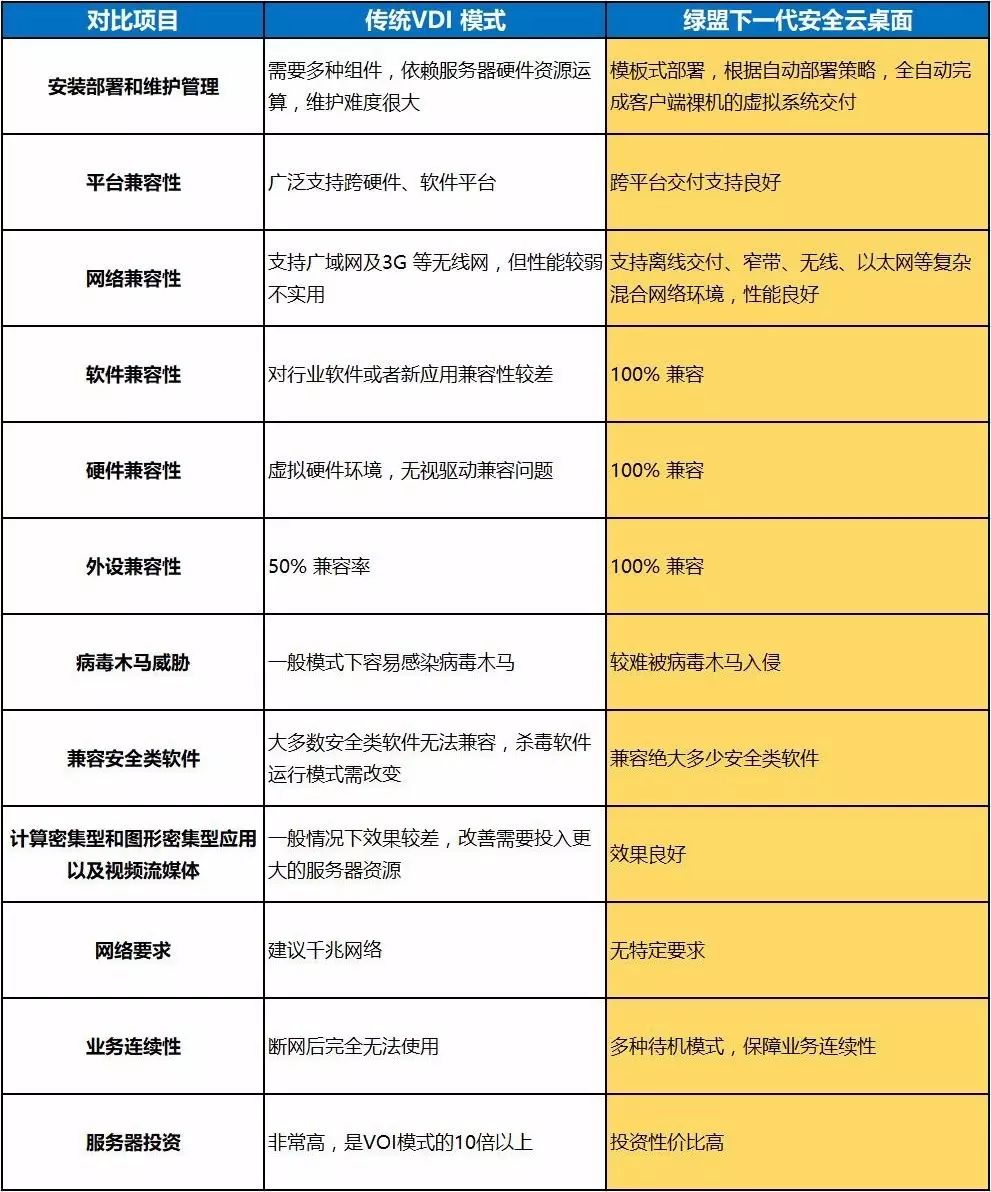 对比项目
传统VDI 模式
绿盟下一代安全云桌面
安装部署和维护管理
需要多种组件，依赖服务器硬件资源运
算，维护难度很大
模板式部署，根据自动部署策略，全自动完
成客户端裸机的虚拟系统交付
平台兼容性
广泛支持跨硬件、软件平台
跨平台交付支持良好
网络兼容性
支持广域网及3G 等无线网，但性能较弱
不实用
支持离线交付、窄带、无线、以太网等复杂
混合网络环境，性能良好
软件兼容性
对行业软件或者新应用兼容性较差
100% 兼容
硬件兼容性
虚拟硬件环境，无视驱动兼容问题
100% 兼容
外设兼容性
50% 兼容率
100% 兼容
病毒木马威胁
一般模式下容易感染病毒木马
较难被病毒木马入侵
兼容安全类软件
大多数安全类软件无法兼容，杀毒软件
运行模式需改变
兼容绝大多少安全类软件
计算密集型和图形密集型应用
以及视频流媒体
一般情况下效果较差，改善需要投入更
大的服务器资源
效果良好
网络要求
建议千兆网络
无特定要求
业务连续性
断网后完全无法使用
多种待机模式，保障业务连续性
服务器投资
非常高，是VOI模式的10倍以上
投资性价比高